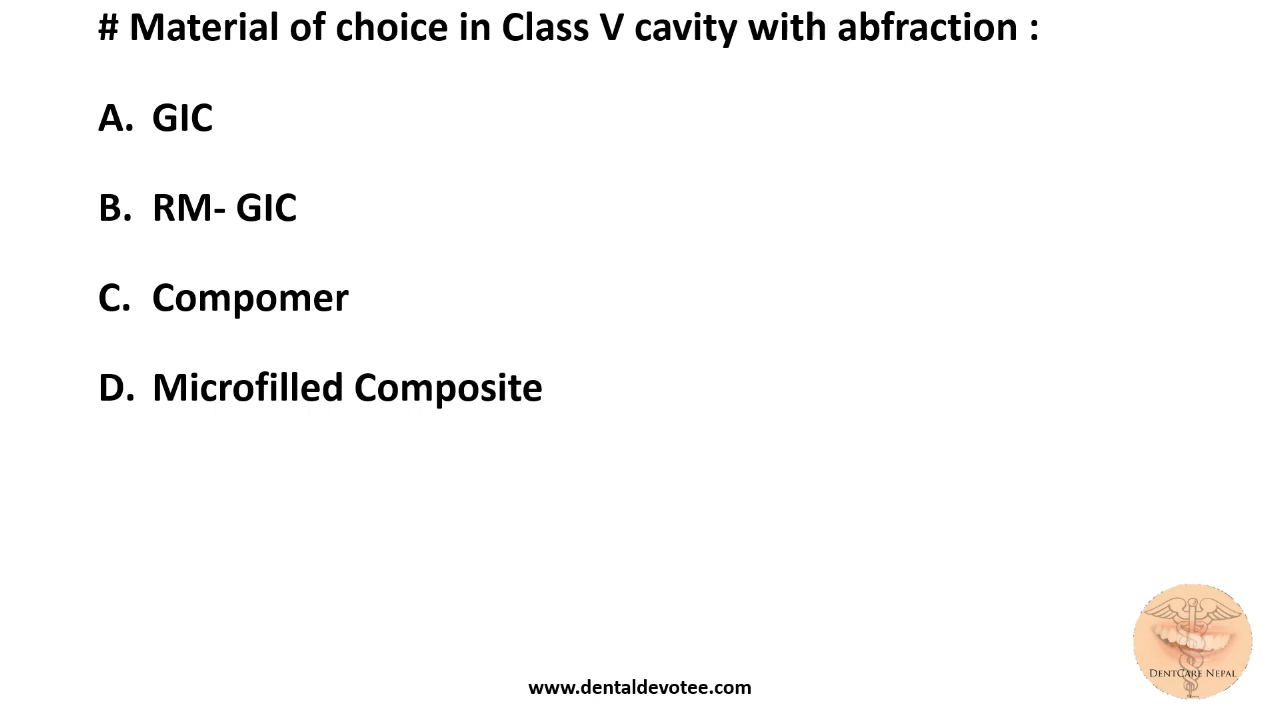 # Material of choice in Class V cavity with abfraction :
A. GIC
B. RM- GIC
C. Compomer
D. Microfilled Composite
DentCare Nepal
www.dentaldevotee.com